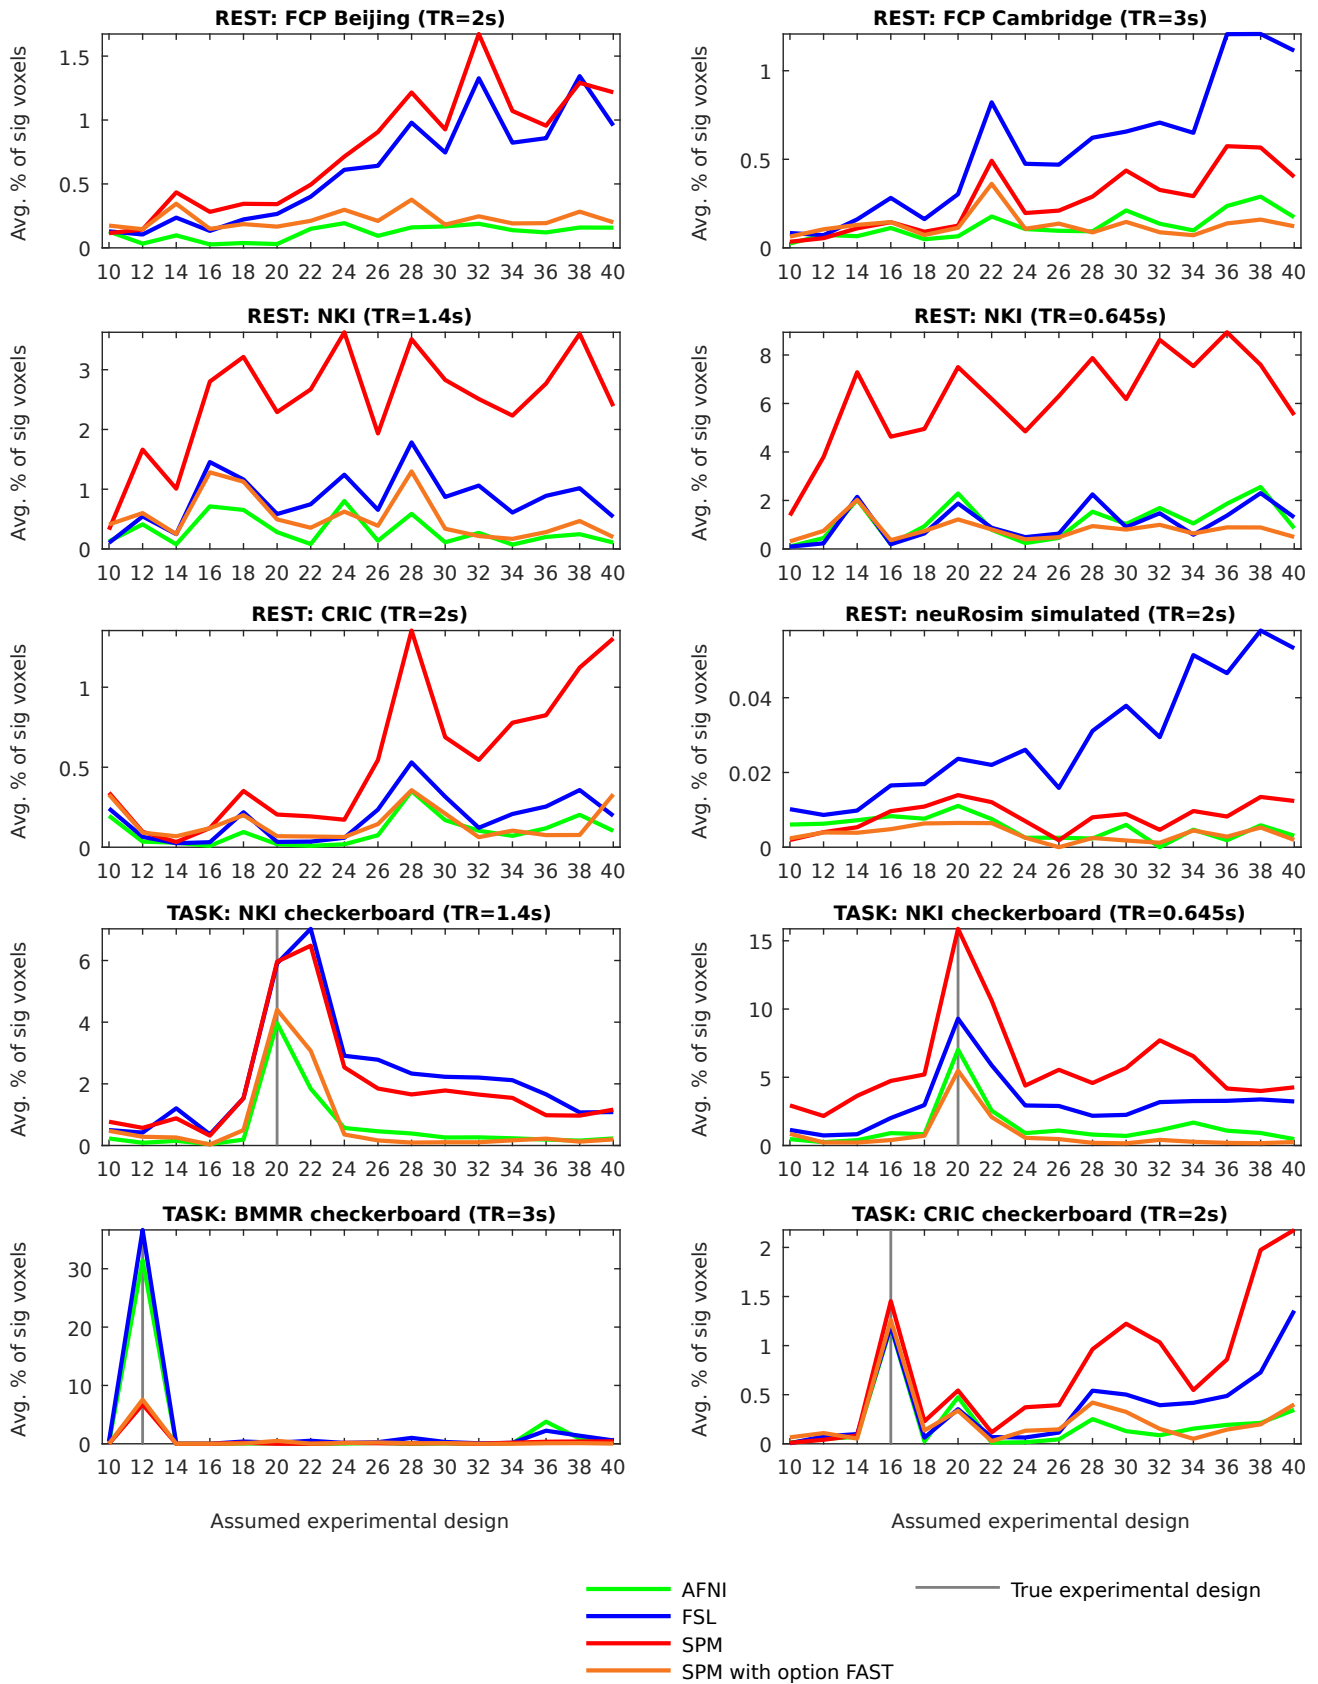 REST: FCP Beijing (TR=2s)
Avg. % of sig voxels
1.5
1
0.5
0
10 12 14 16 18 20 22 24 26 28 30 32 34 36 38 40
REST: FCP Cambridge (TR=3s)
Avg. % of sig voxels
1
0.5
0
10 12 14 16 18 20 22 24 26 28 30 32 34 36 38 40
REST: NKI (TR=1.4s)
Avg. % of sig voxels
3
2
1
0
10 12 14 16 18 20 22 24 26 28 30 32 34 36 38 40
REST: NKI (TR=0.645s)
Avg. % of sig voxels
8
6
4
2
0
10 12 14 16 18 20 22 24 26 28 30 32 34 36 38 40
REST: CRIC (TR=2s)
Avg. % of sig voxels
1
0.5
0
10 12 14 16 18 20 22 24 26 28 30 32 34 36 38 40
REST: neuRosim simulated (TR=2s)
Avg. % of sig voxels
0.04
0.02
0
10 12 14 16 18 20 22 24 26 28 30 32 34 36 38 40
TASK: NKI checkerboard (TR=1.4s)
Avg. % of sig voxels
6
4
2
0
10 12 14 16 18 20 22 24 26 28 30 32 34 36 38 40
TASK: NKI checkerboard (TR=0.645s)
Avg. % of sig voxels
15
10
5
0
10 12 14 16 18 20 22 24 26 28 30 32 34 36 38 40
TASK: BMMR checkerboard (TR=3s)
Avg. % of sig voxels
30
20
10
0
10 12 14 16 18 20 22 24 26 28 30 32 34 36 38 40
Assumed experimental design
TASK: CRIC checkerboard (TR=2s)
Avg. % of sig voxels
2
1.5
1
0.5
0
10 12 14 16 18 20 22 24 26 28 30 32 34 36 38 40
Assumed experimental design
AFNI
FSL
SPM
SPM with option FAST
True experimental design